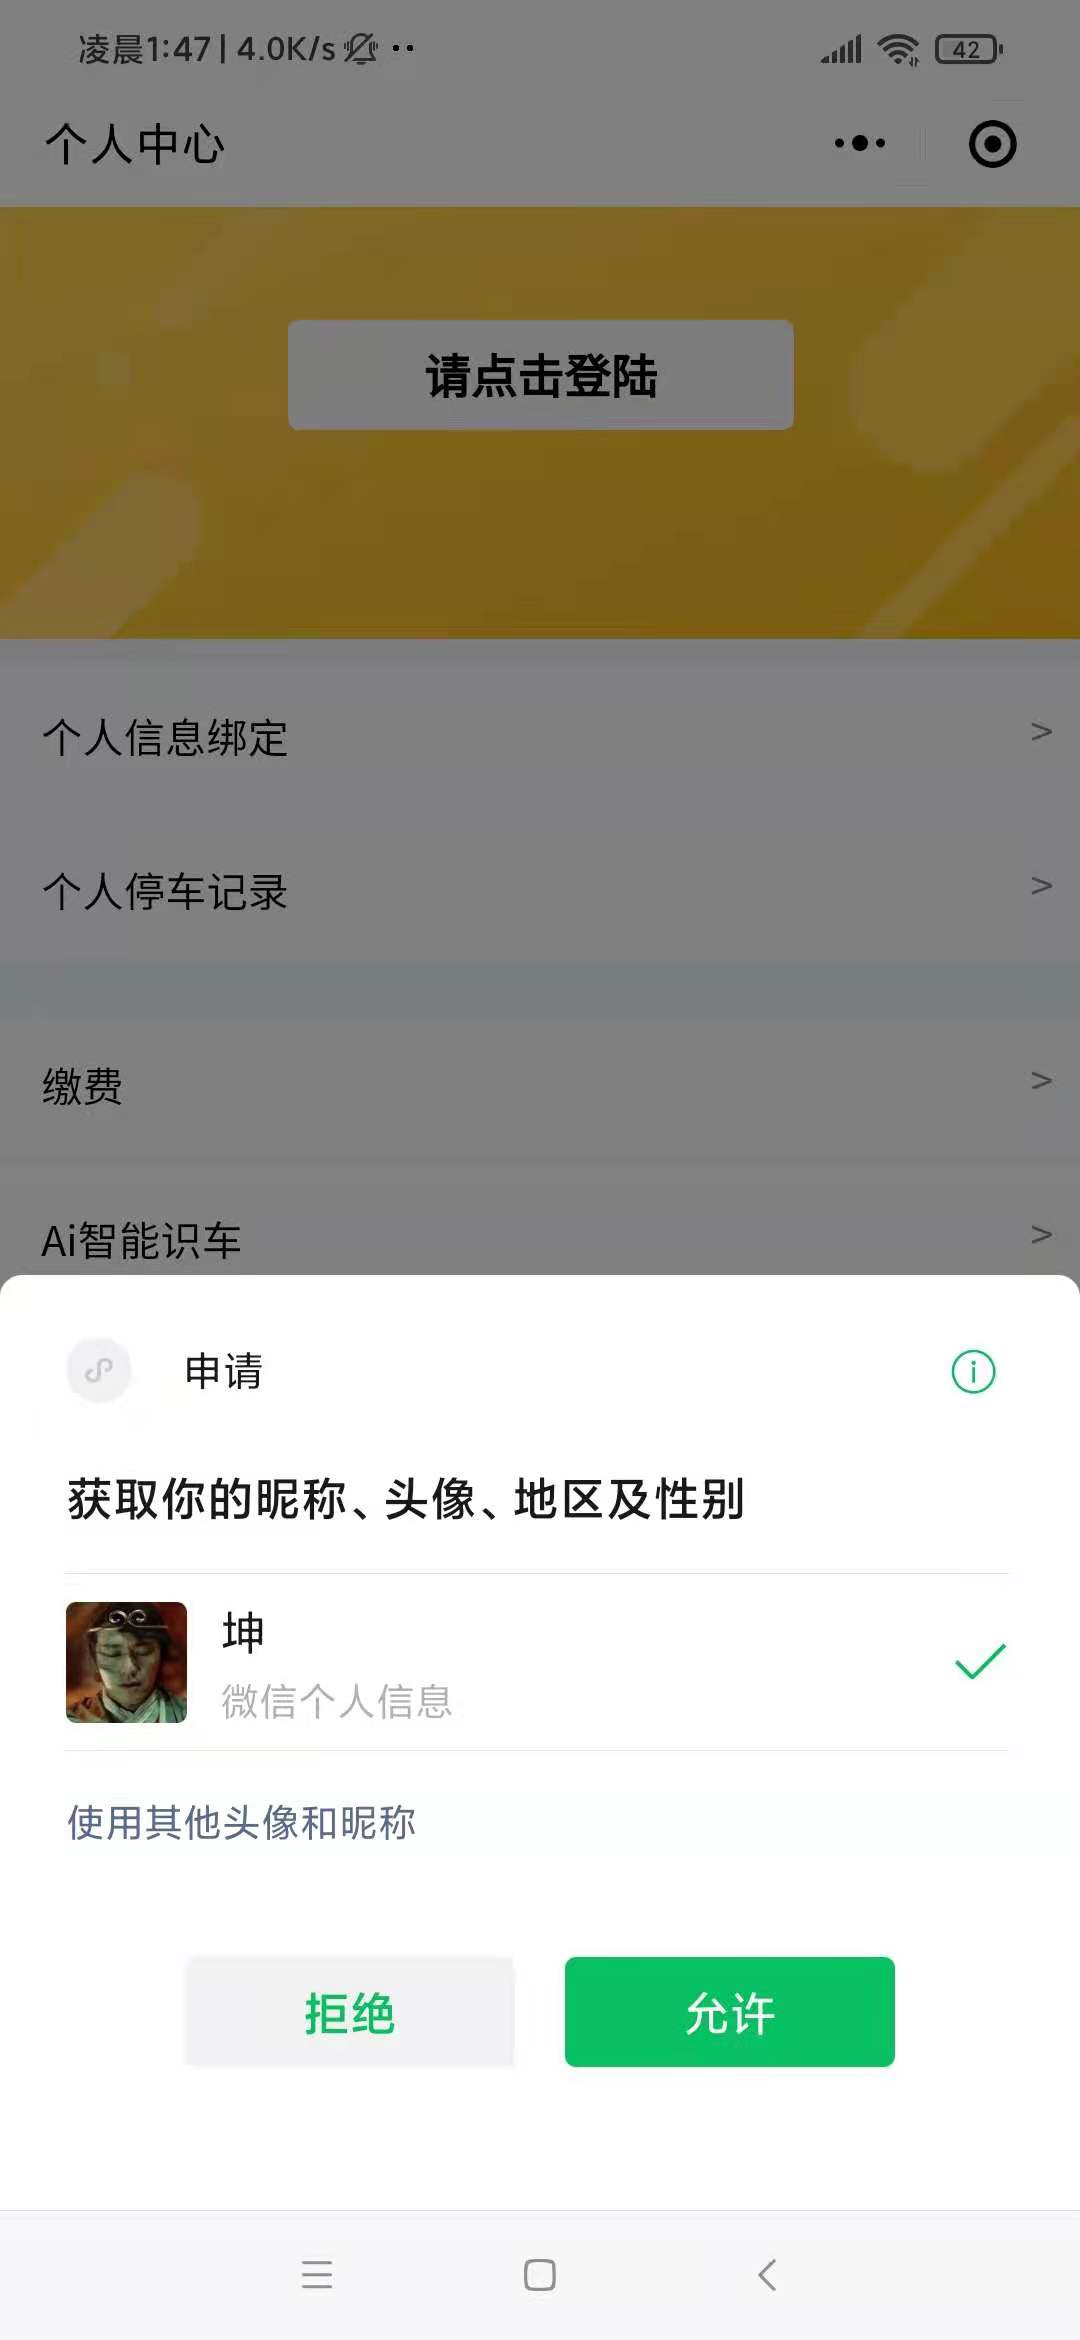 凌晨1:47 | 4.0K/s
42
个人中心
请点击登陆
个人信息绑定 >
个人停车记录 >
缴费 >
Ai智能识车 >
申请
获取你的昵称、头像、地区及性别
坤
微信个人信息
使用其他头像和昵称
拒绝 允许